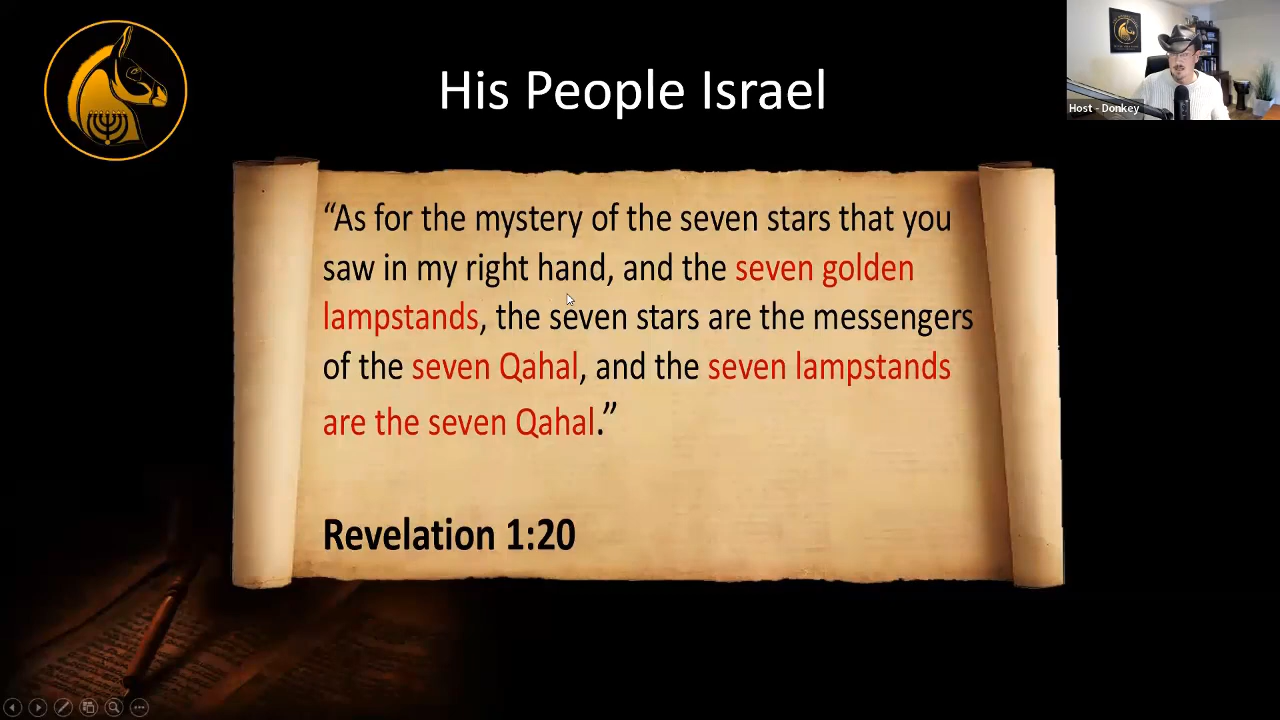 His People Israel
Host - Donkey
“As for the mystery of the seven stars that you
saw in my right hand, and the seven golden
lampstands, the seven stars are the messengers
of the seven Qahal, and the seven lampstands
are the seven Qahal.”
Revelation 1:20